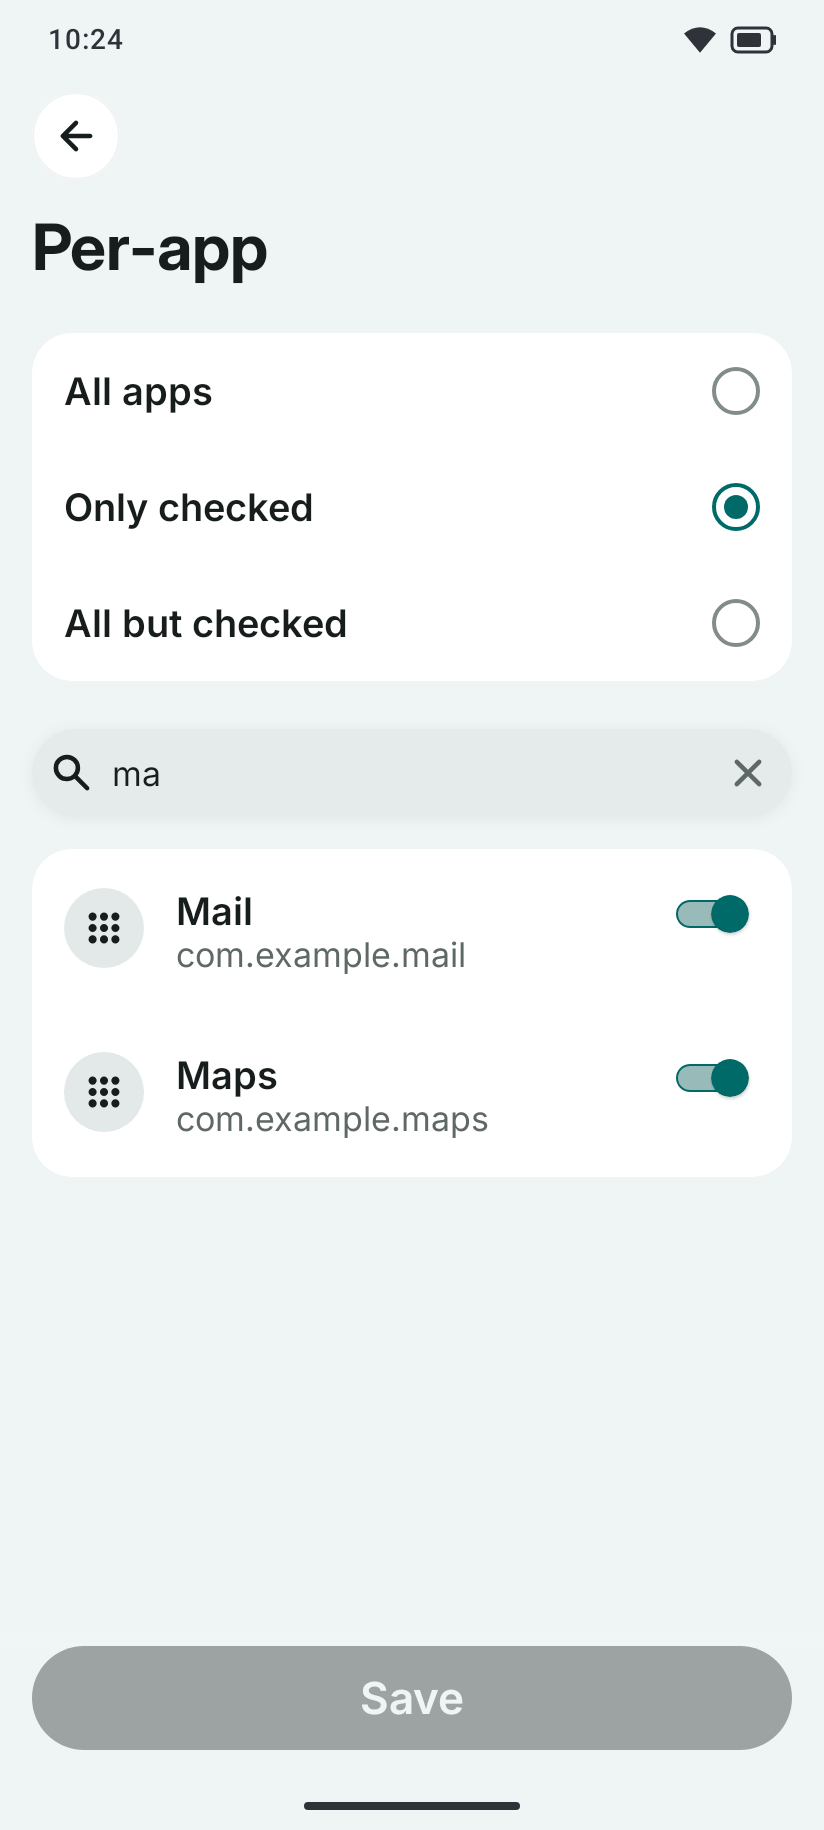 10:24
Per-app
All apps
Only checked
All but checked
ma
Mail
com.example.mail
Maps
com.example.maps
Save